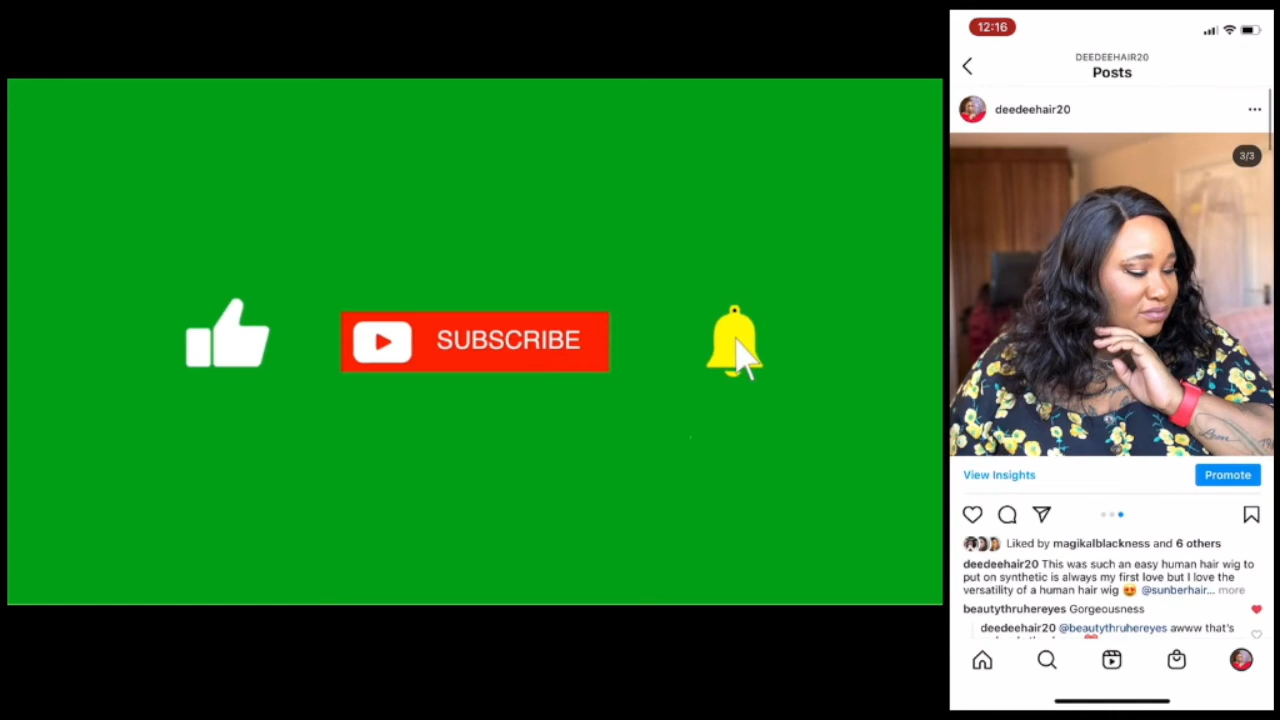 SUBSCRIBE
12:16
DEEDEEHAIR20
Posts
deedeehair20
3/3
View Insights
Promote
Liked by magikalblackness and 6 others
deedeehair20 This was such an easy human hair wig to
put on synthetic is always my first love but I love the
versatility of a human hair wig 😍 @sunberhair... more
beautythruhereyes Gorgeousness
deedeehair20 @beautythruhereyes awww that's